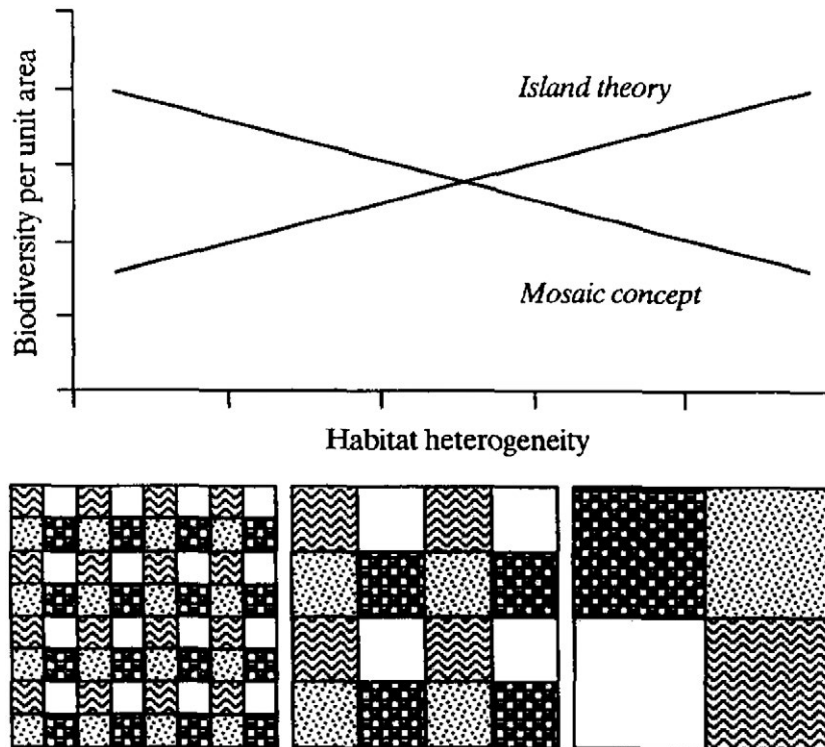 Biodiversity per unit area
Island theory
Mosaic concept
Habitat heterogeneity